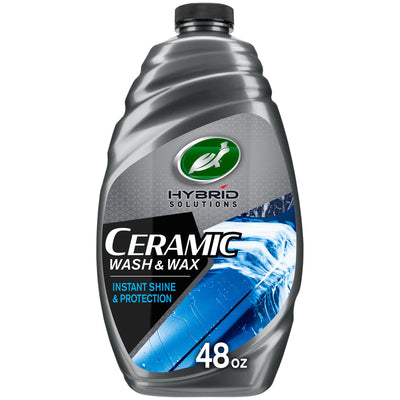 HYBRID
SOLUTIONS
CERAMIC
WASH & WAX
INSTANT SHINE
& PROTECTION
48 oz